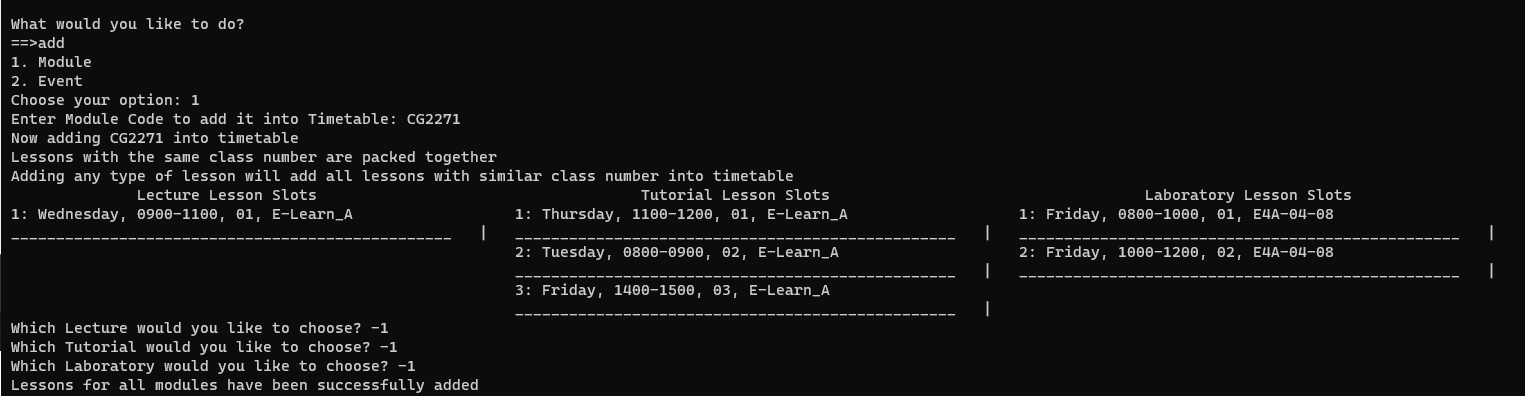 What would you like to do?
==>add
1. Module
2. Event
Choose your option: 1
Enter Module Code to add it into Timetable: CG2271
Now adding CG2271 into timetable
Lessons with the same class number are packed together
Adding any type of lesson will add all lessons with similar class number into timetable
Lecture Lesson Slots Tutorial Lesson Slots Laboratory Lesson Slots
1: Wednesday, 0900-1100, 01, E-Learn_A 1: Thursday, 1100-1200, 01, E-Learn_A 1: Friday, 0800-1000, 01, E4A-04-08
_________________________________________________ | _________________________________________________ | _________________________________________________ |
2: Tuesday, 0800-0900, 02, E-Learn_A 2: Friday, 1000-1200, 02, E4A-04-08
_________________________________________________ | _________________________________________________ |
3: Friday, 1400-1500, 03, E-Learn_A
_________________________________________________ |
Which Lecture would you like to choose? -1
Which Tutorial would you like to choose? -1
Which Laboratory would you like to choose? -1
Lessons for all modules have been successfully added